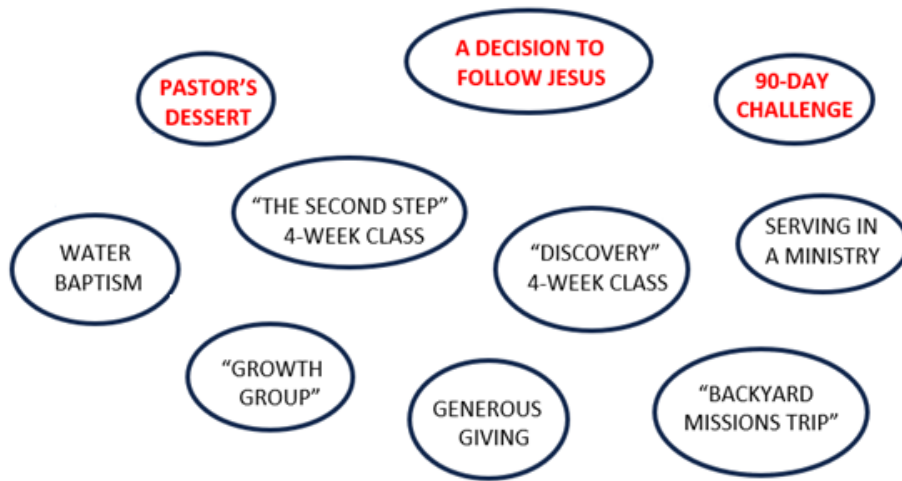 A DECISION TO
FOLLOW JESUS
PASTOR'S
DESSERT
90-DAY
CHALLENGE
"THE SECOND STEP"
4-WEEK CLASS
WATER
BAPTISM
"DISCOVERY"
4-WEEK CLASS
SERVING IN
A MINISTRY
"GROWTH
GROUP"
GENEROUS
GIVING
"BACKYARD
MISSIONS TRIP"